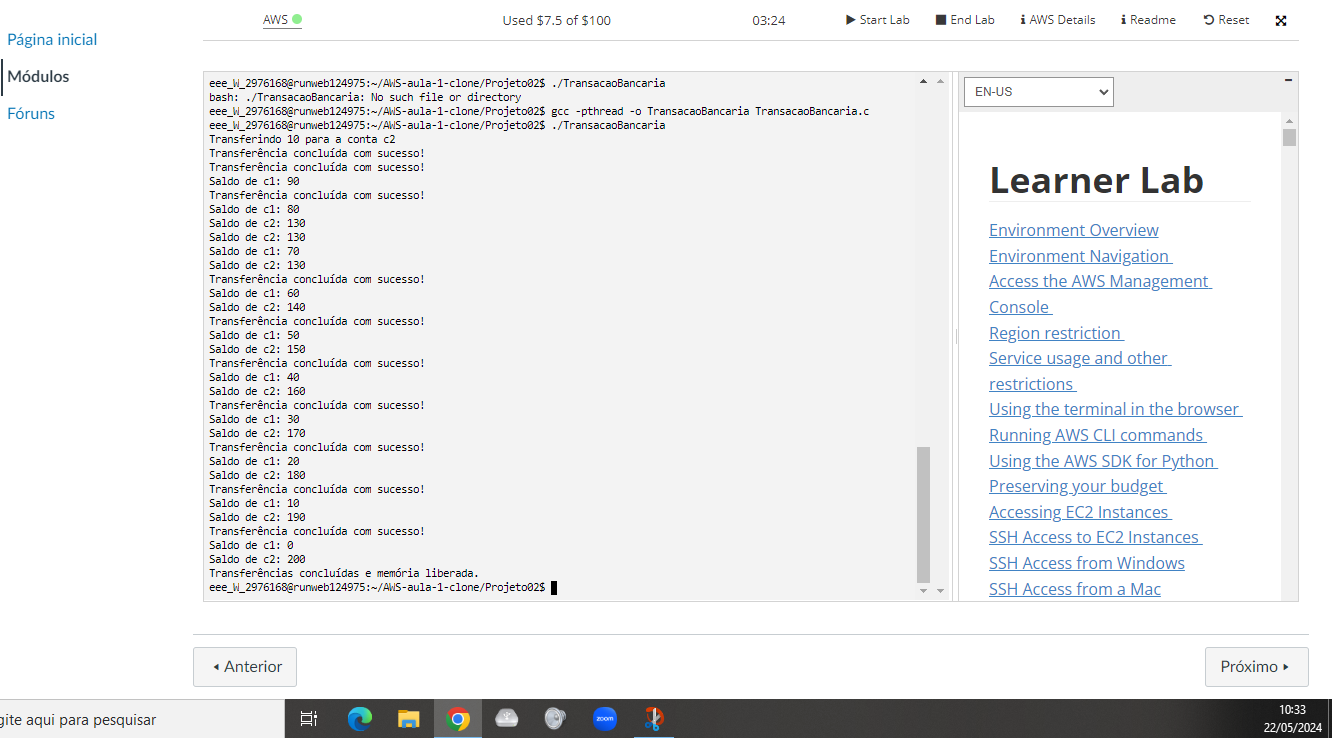 AWS Used $7.5 of $100 03:24 Start Lab End Lab AWS Details Readme Reset
Página inicial
Módulos
Fóruns
eee_W_2976168@runweb124975:~/AWS-aula-1-clone/Projeto02$ ./TransacaoBancaria
bash: ./TransacaoBancaria: No such file or directory
eee_W_2976168@runweb124975:~/AWS-aula-1-clone/Projeto02$ gcc -pthread -o TransacaoBancaria TransacaoBancaria.c
eee_W_2976168@runweb124975:~/AWS-aula-1-clone/Projeto02$ ./TransacaoBancaria
Transferindo 10 para a conta c2
Transferência concluída com sucesso!
Transferência concluída com sucesso!
Saldo de c1: 90
Transferência concluída com sucesso!
Saldo de c1: 80
Saldo de c2: 130
Saldo de c2: 130
Saldo de c1: 70
Saldo de c2: 130
Transferência concluída com sucesso!
Saldo de c1: 60
Saldo de c2: 140
Transferência concluída com sucesso!
Saldo de c1: 50
Saldo de c2: 150
Transferência concluída com sucesso!
Saldo de c1: 40
Saldo de c2: 160
Transferência concluída com sucesso!
Saldo de c1: 30
Saldo de c2: 170
Transferência concluída com sucesso!
Saldo de c1: 20
Saldo de c2: 180
Transferência concluída com sucesso!
Saldo de c1: 10
Saldo de c2: 190
Transferência concluída com sucesso!
Saldo de c1: 0
Saldo de c2: 200
Transferências concluídas e memória liberada.
eee_W_2976168@runweb124975:~/AWS-aula-1-clone/Projeto02$
EN-US
Learner Lab
Environment Overview
Environment Navigation
Access the AWS Management
Console
Region restriction
Service usage and other
restrictions
Using the terminal in the browser
Running AWS CLI commands
Using the AWS SDK for Python
Preserving your budget
Accessing EC2 Instances
SSH Access to EC2 Instances
SSH Access from Windows
SSH Access from a Mac
Anterior
Próximo
gite aqui para pesquisar
zoom
10:33
22/05/2024